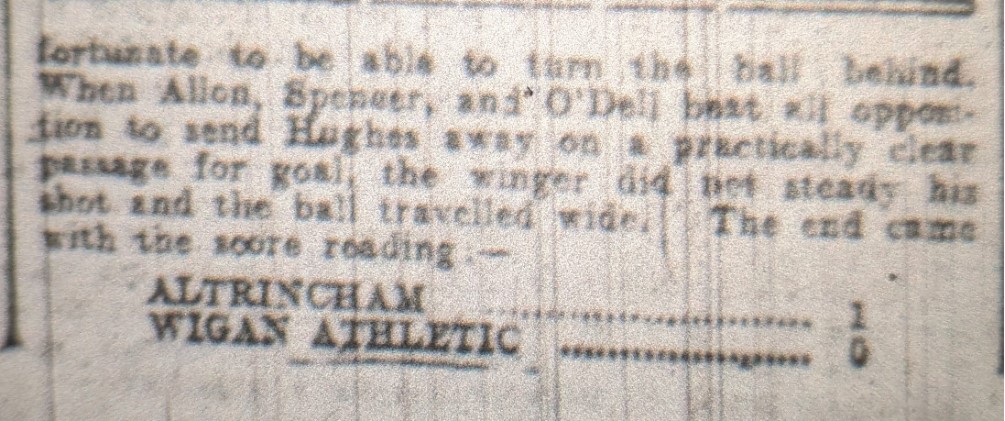 fortunate to be able to turn the ball behind.
When Allon, Spencer, and O'Dell beat all opposi-
tion to send Hughes away on a practically clear
passage for goal, the winger did not steady his
shot and the ball travelled wide. The end came
with the score reading:—
ALTRINCHAM .................... 1
WIGAN ATHLETIC .................... 0